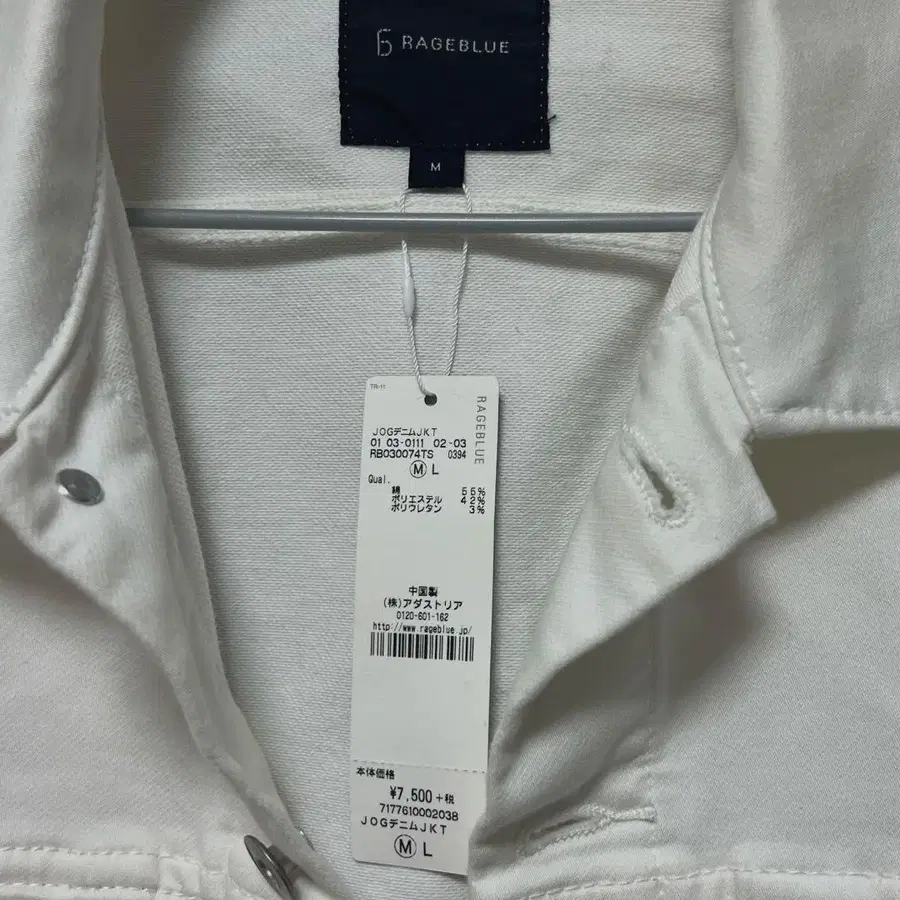 RAGEBLUE
M
TR-11
RAGEBLUE
JOGデニムJKT
01 03-0111 02-03
RB030074TS 0394
M L
Qual.
綿 55%
ポリエステル 42%
ポリウレタン 3%
中国製
(株)アダストリア
0120-601-162
http://www.rageblue.jp/
本体価格
¥7,500+税
7177610002038
JOGデニムJKT
M L